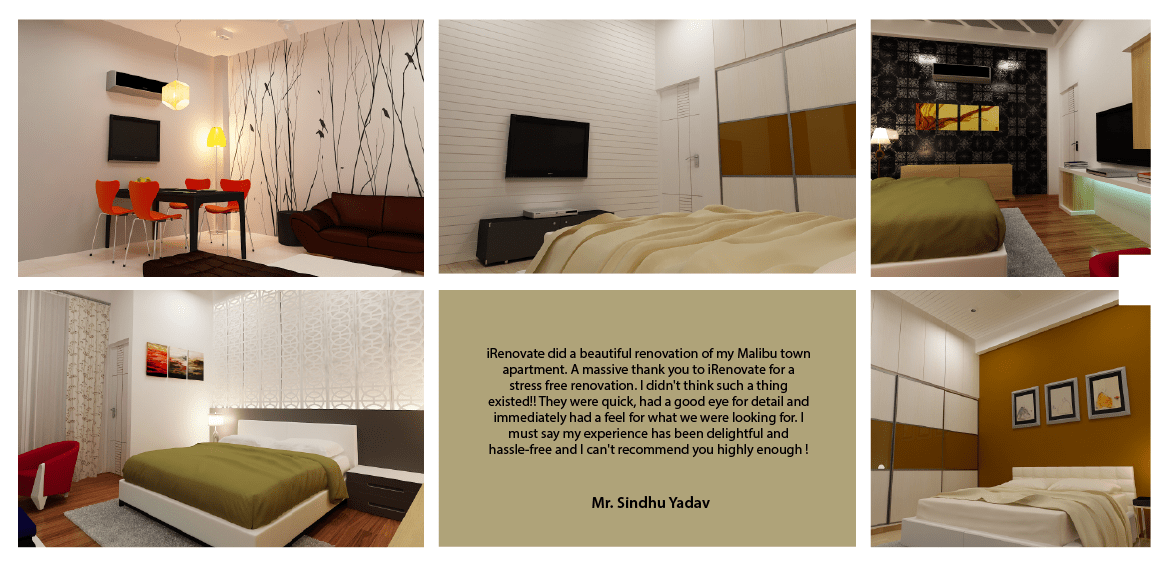 iRenovate did a beautiful renovation of my Malibu town
apartment. A massive thank you to iRenovate for a
stress free renovation. I didn't think such a thing
existed!! They were quick, had a good eye for detail and
immediately had a feel for what we were looking for. I
must say my experience has been delightful and
hassle-free and I can't recommend you highly enough !
Mr. Sindhu Yadav